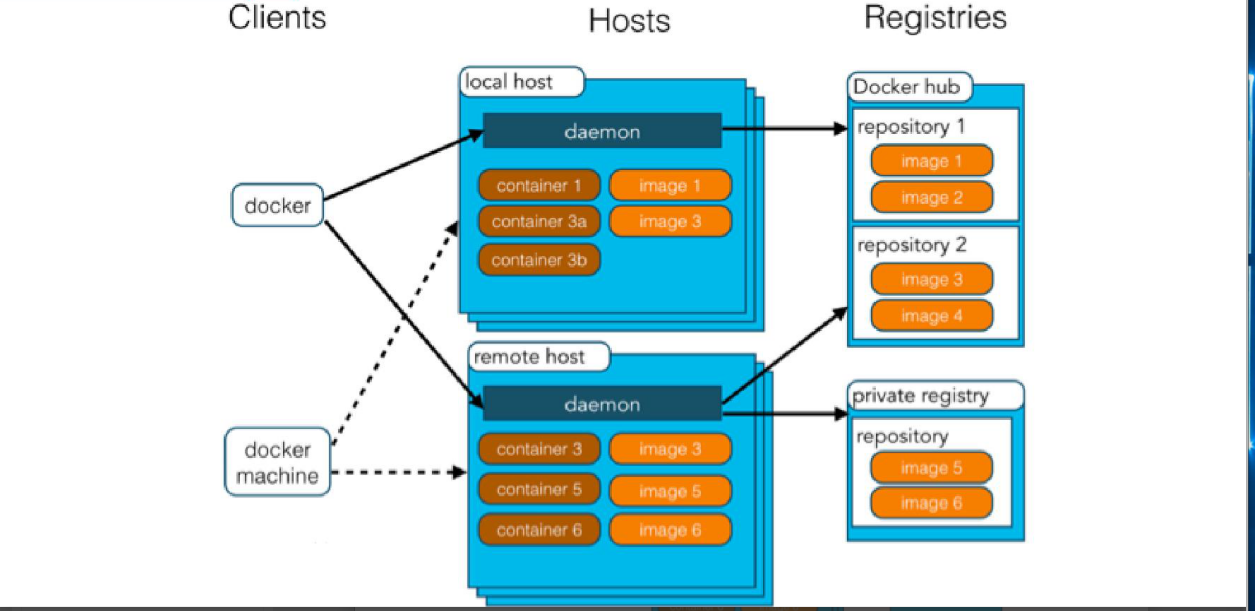 Clients
Hosts
Registries
docker
docker
machine
local host
daemon
container 1
image 1
container 3a
image 3
container 3b
remote host
daemon
container 3
image 3
container 5
image 5
container 6
image 6
Docker hub
repository 1
image 1
image 2
repository 2
image 3
image 4
private registry
repository
image 5
image 6